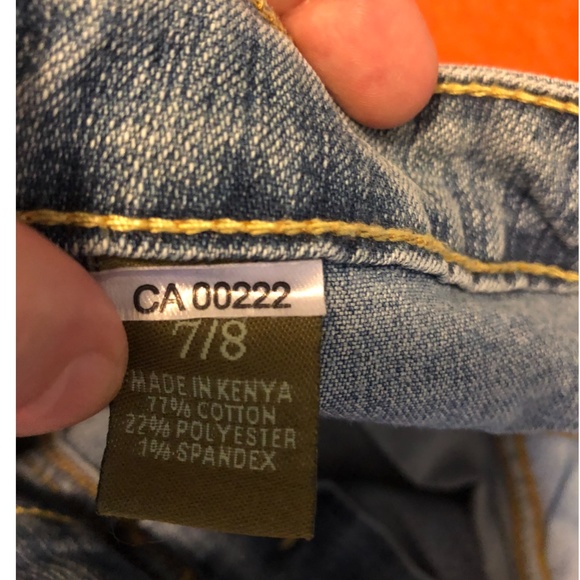 CA 00222
7/8
MADE IN KENYA
77% COTTON
22% POLYESTER
1% SPANDEX